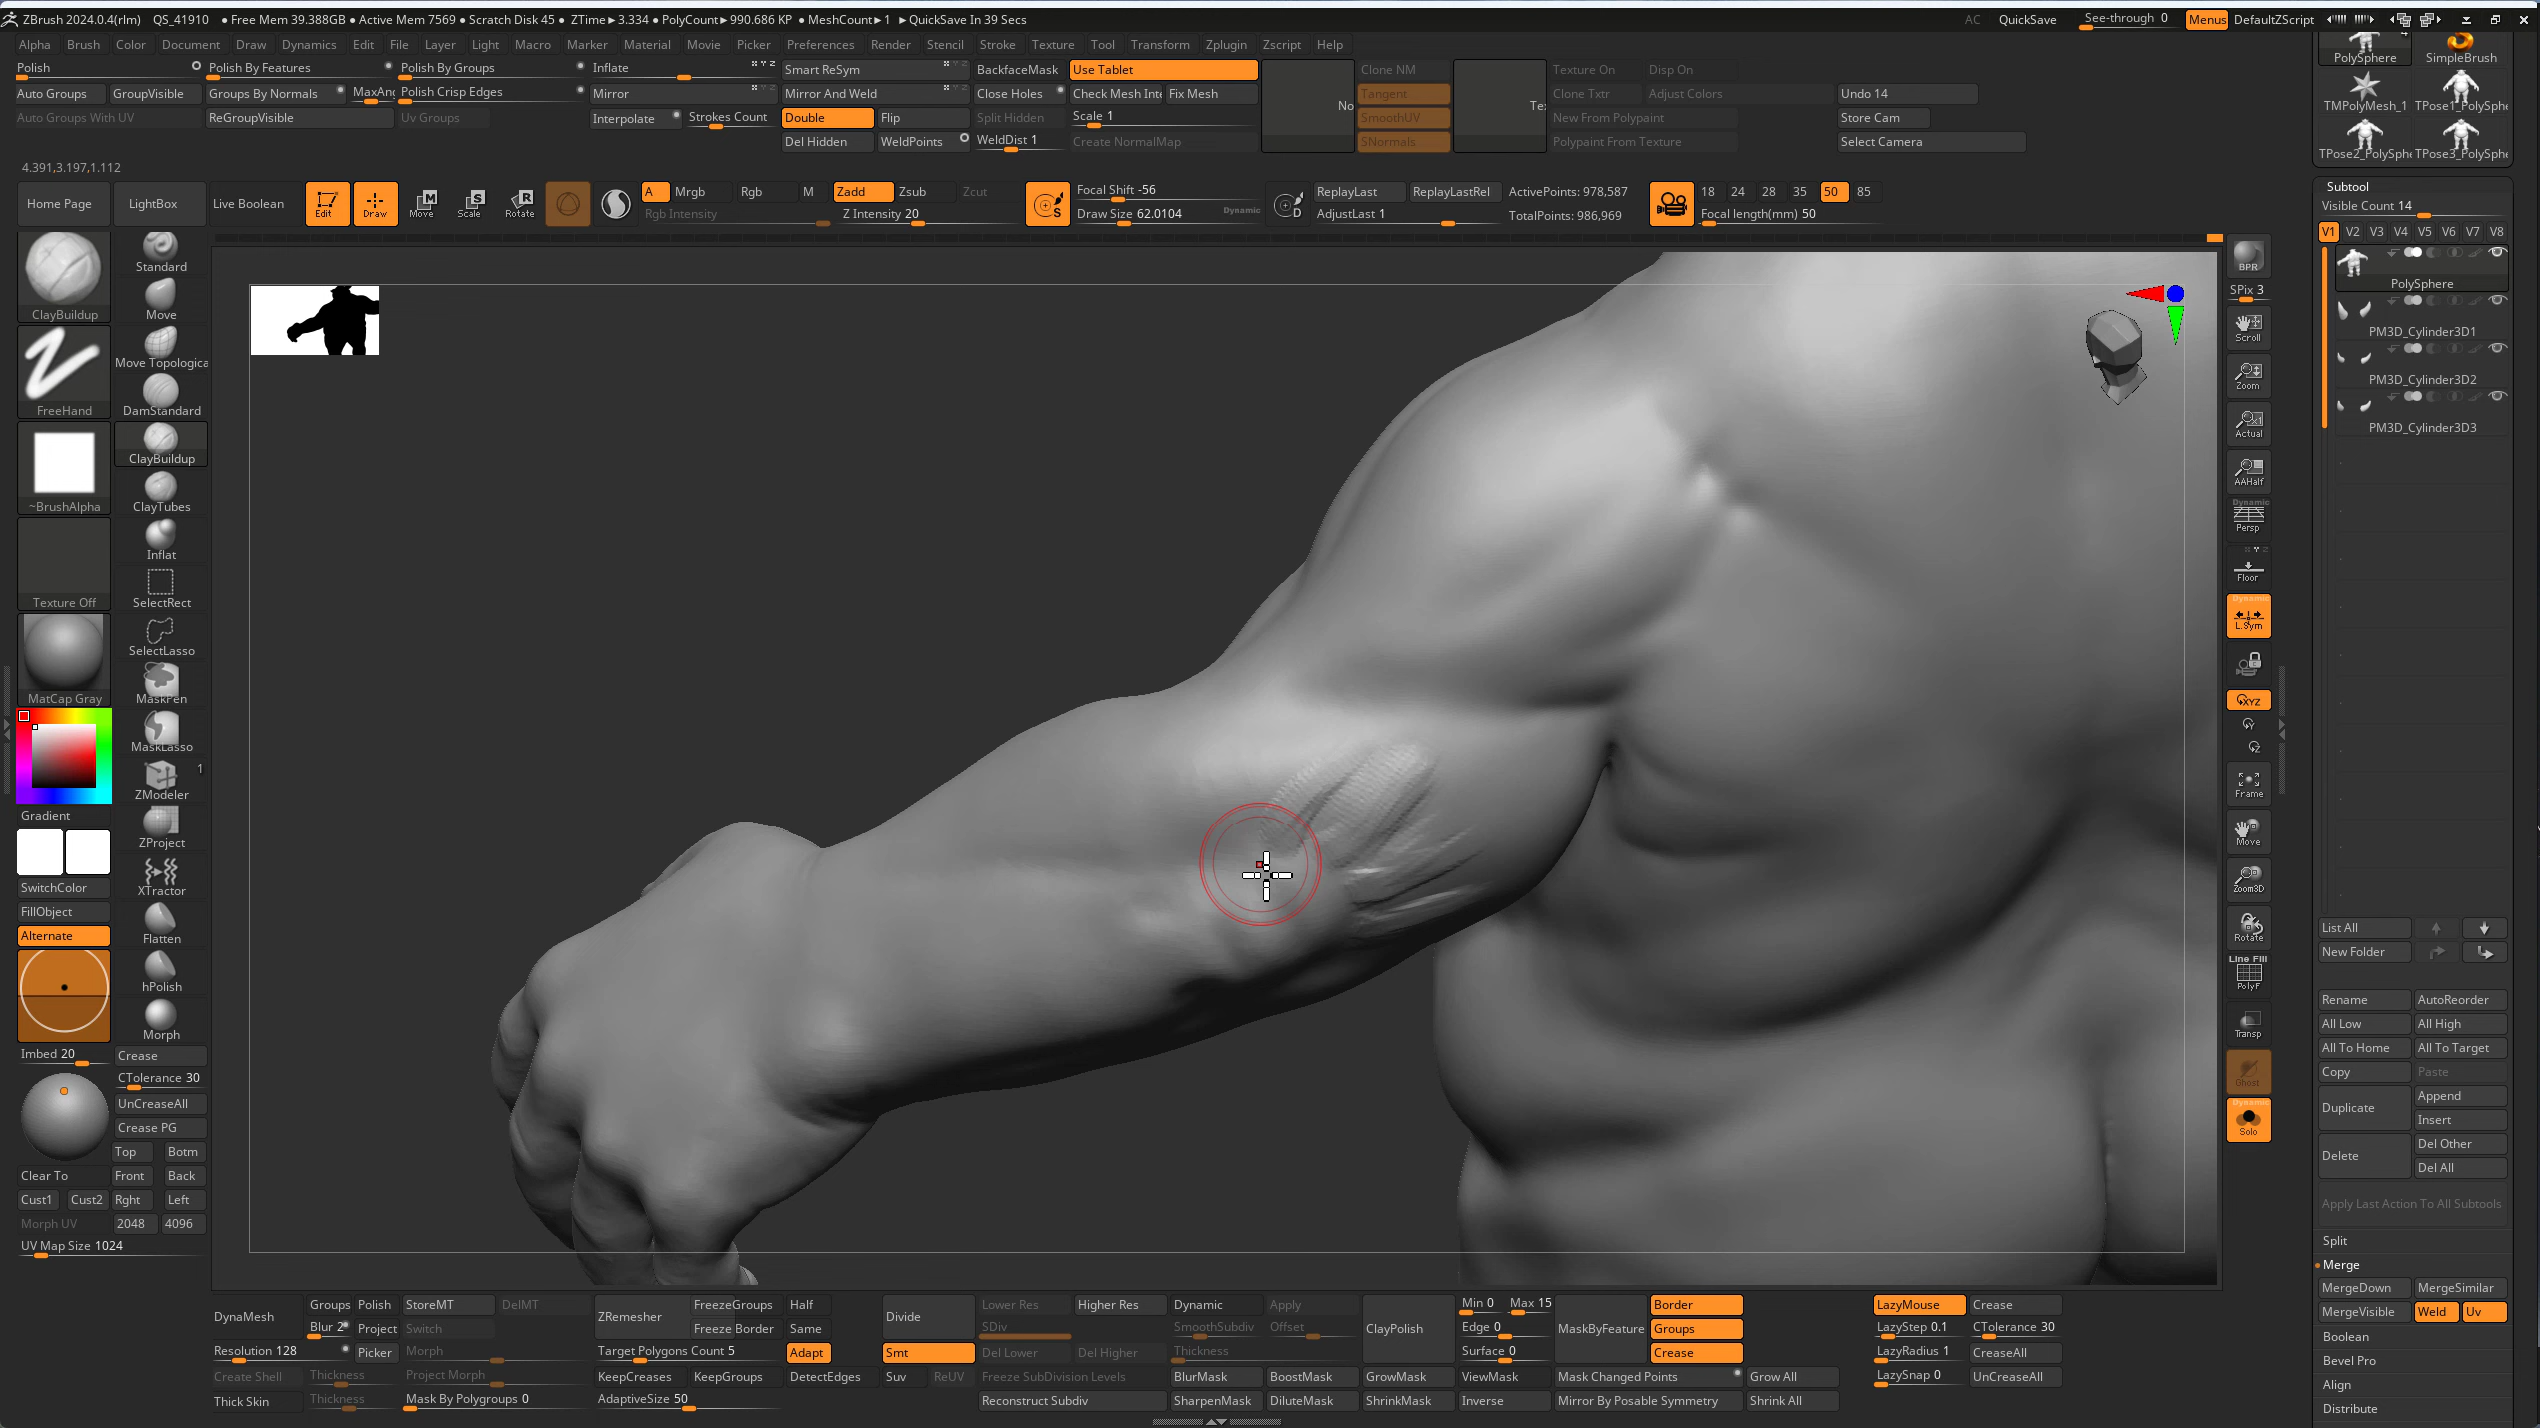 ZBrush 2024.0.4(rlm) QS_41910 ● Free Mem 39.388GB ● Active Mem 7569 ● Scratch Disk 45 ● ZTime►3.334 ● PolyCount►990.686 KP ● MeshCount►1 ►QuickSave In 39 Secs AC QuickSave See-through 0 Menus DefaultZScript
Alpha Brush Color Document Draw Dynamics Edit File Layer Light Macro Marker Material Movie Picker Preferences Render Stencil Stroke Texture Tool Transform Zplugin Zscript Help
Polish Polish By Features Polish By Groups Inflate Smart ReSym BackfaceMask Use Tablet Clone NM Texture On Disp On
Auto Groups GroupVisible Groups By Normals MaxAn Polish Crisp Edges Mirror Mirror And Weld Close Holes Check Mesh Inte Fix Mesh No Tangent Tex Clone Txtr Adjust Colors Undo 14
Auto Groups With UV ReGroupVisible Uv Groups Interpolate Strokes Count Double Flip Split Hidden Scale 1 SmoothUV New From Polypaint Store Cam
Del Hidden WeldPoints WeldDist 1 Create NormalMap SNormals Polypaint From Texture Select Camera
4.391,3.197,1.112
Home Page LightBox Live Boolean Edit Draw Move Scale Rotate A Mrgb Rgb M Zadd Zsub Zcut Focal Shift -56 ReplayLast ReplayLastRel ActivePoints: 978,587 18 24 28 35 50 85
Rgb Intensity Z Intensity 20 Draw Size 62.0104 Dynamic AdjustLast 1 TotalPoints: 986,969 Focal length(mm) 50
ClayBuildup
FreeHand
~BrushAlpha
Texture Off
MatCap Gray
Gradient
SwitchColor
FillObject
Alternate
Imbed 20
Standard
Move
Move Topologica
DamStandard
ClayBuildup
ClayTubes
Inflat
SelectRect
SelectLasso
MaskPen
MaskLasso
1
ZModeler
ZProject
XTractor
Flatten
hPolish
Morph
Crease
CTolerance 30
UnCreaseAll
Crease PG
Top Botm
Clear To Front Back
Cust1 Cust2 Rght Left
Morph UV 2048 4096
UV Map Size 1024
BPR
SPix 3
Scroll
Zoom
Actual
AAHalf
Dynamic
Persp
Floor
Dynamic
L.Sym
XYZ
Y
Z
Frame
Move
Zoom3D
Rotate
Line Fill
PolyF
Transp
Ghost
Dynamic
Solo
4
PolySphere SimpleBrush
TMPolyMesh_1 TPose1_PolySphe
TPose2_PolySphe TPose3_PolySphe
Subtool
Visible Count 14
V1 V2 V3 V4 V5 V6 V7 V8
PolySphere
PM3D_Cylinder3D1
PM3D_Cylinder3D2
PM3D_Cylinder3D3
List All
New Folder
Rename AutoReorder
All Low All High
All To Home All To Target
Copy Paste
Duplicate Append
Insert
Delete Del Other
Del All
Apply Last Action To All Subtools
Split
Merge
MergeDown MergeSimilar
MergeVisible Weld Uv
Boolean
Bevel Pro
Align
Distribute
DynaMesh Groups Polish StoreMT DelMT ZRemesher FreezeGroups Half Divide Lower Res Higher Res Dynamic Apply ClayPolish Min 0 Max 15 MaskByFeature Border LazyMouse Crease
Blur 2 Project Switch Freeze Border Same SDiv SmoothSubdiv Offset Edge 0 Groups LazyStep 0.1 CTolerance 30
Resolution 128 Picker Morph Target Polygons Count 5 Adapt Smt Del Lower Del Higher Thickness Surface 0 Crease LazyRadius 1 CreaseAll
Create Shell Thickness Project Morph KeepCreases KeepGroups DetectEdges Suv ReUV Freeze SubDivision Levels BlurMask BoostMask GrowMask ViewMask Mask Changed Points Grow All LazySnap 0 UnCreaseAll
Thick Skin Thickness Mask By Polygroups 0 AdaptiveSize 50 Reconstruct Subdiv SharpenMask DiluteMask ShrinkMask Inverse Mirror By Posable Symmetry Shrink All